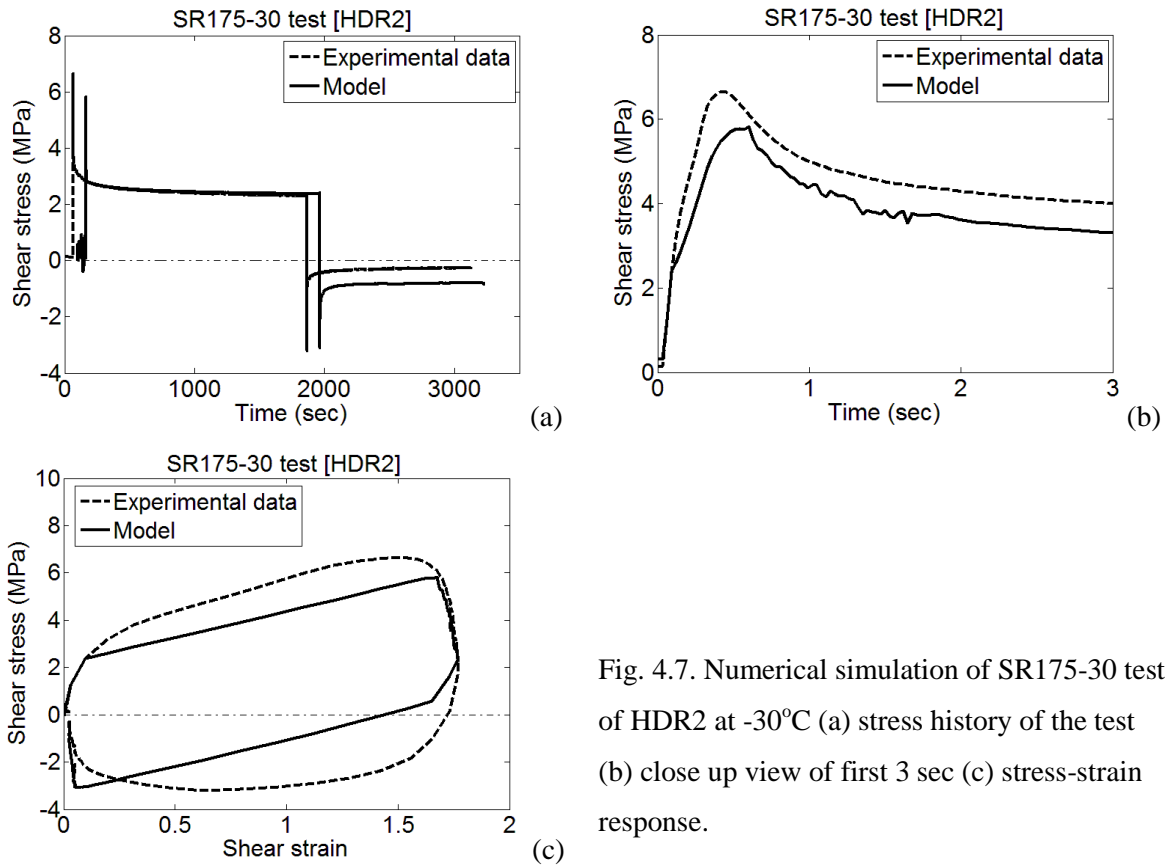 SR175-30 test [HDR2]
Experimental data
Model
Shear stress (MPa)
8
6
4
2
0
-2
-4
0
1000
2000
3000
Time (sec)
(a)
SR175-30 test [HDR2]
Experimental data
Model
Shear stress (MPa)
8
6
4
2
0
0
1
2
3
Time (sec)
(b)
SR175-30 test [HDR2]
Experimental data
Model
Shear stress (MPa)
10
8
6
4
2
0
-2
-4
0
0.5
1
1.5
2
Shear strain
(c)
Fig. 4.7. Numerical simulation of SR175-30 test
of HDR2 at -30°C (a) stress history of the test
(b) close up view of first 3 sec (c) stress-strain
response.